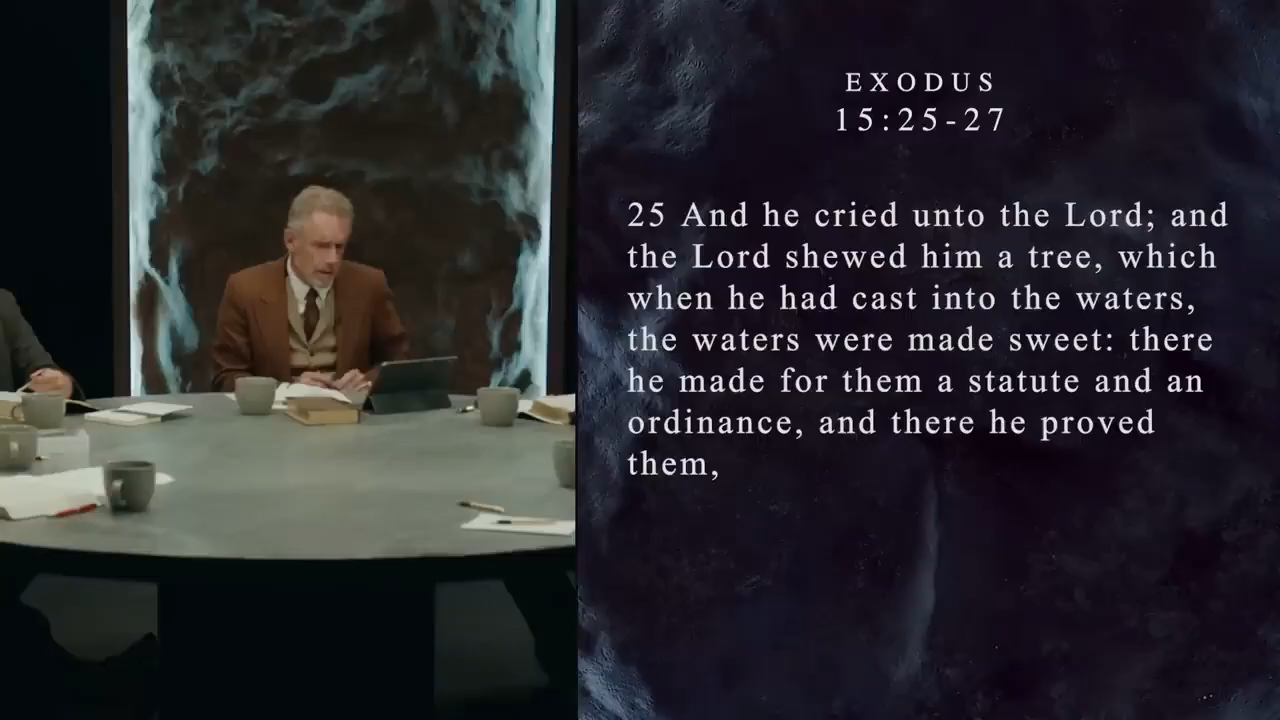 EXODUS
15:25-27
25 And he cried unto the Lord; and
the Lord shewed him a tree, which
when he had cast into the waters,
the waters were made sweet: there
he made for them a statute and an
ordinance, and there he proved
them,